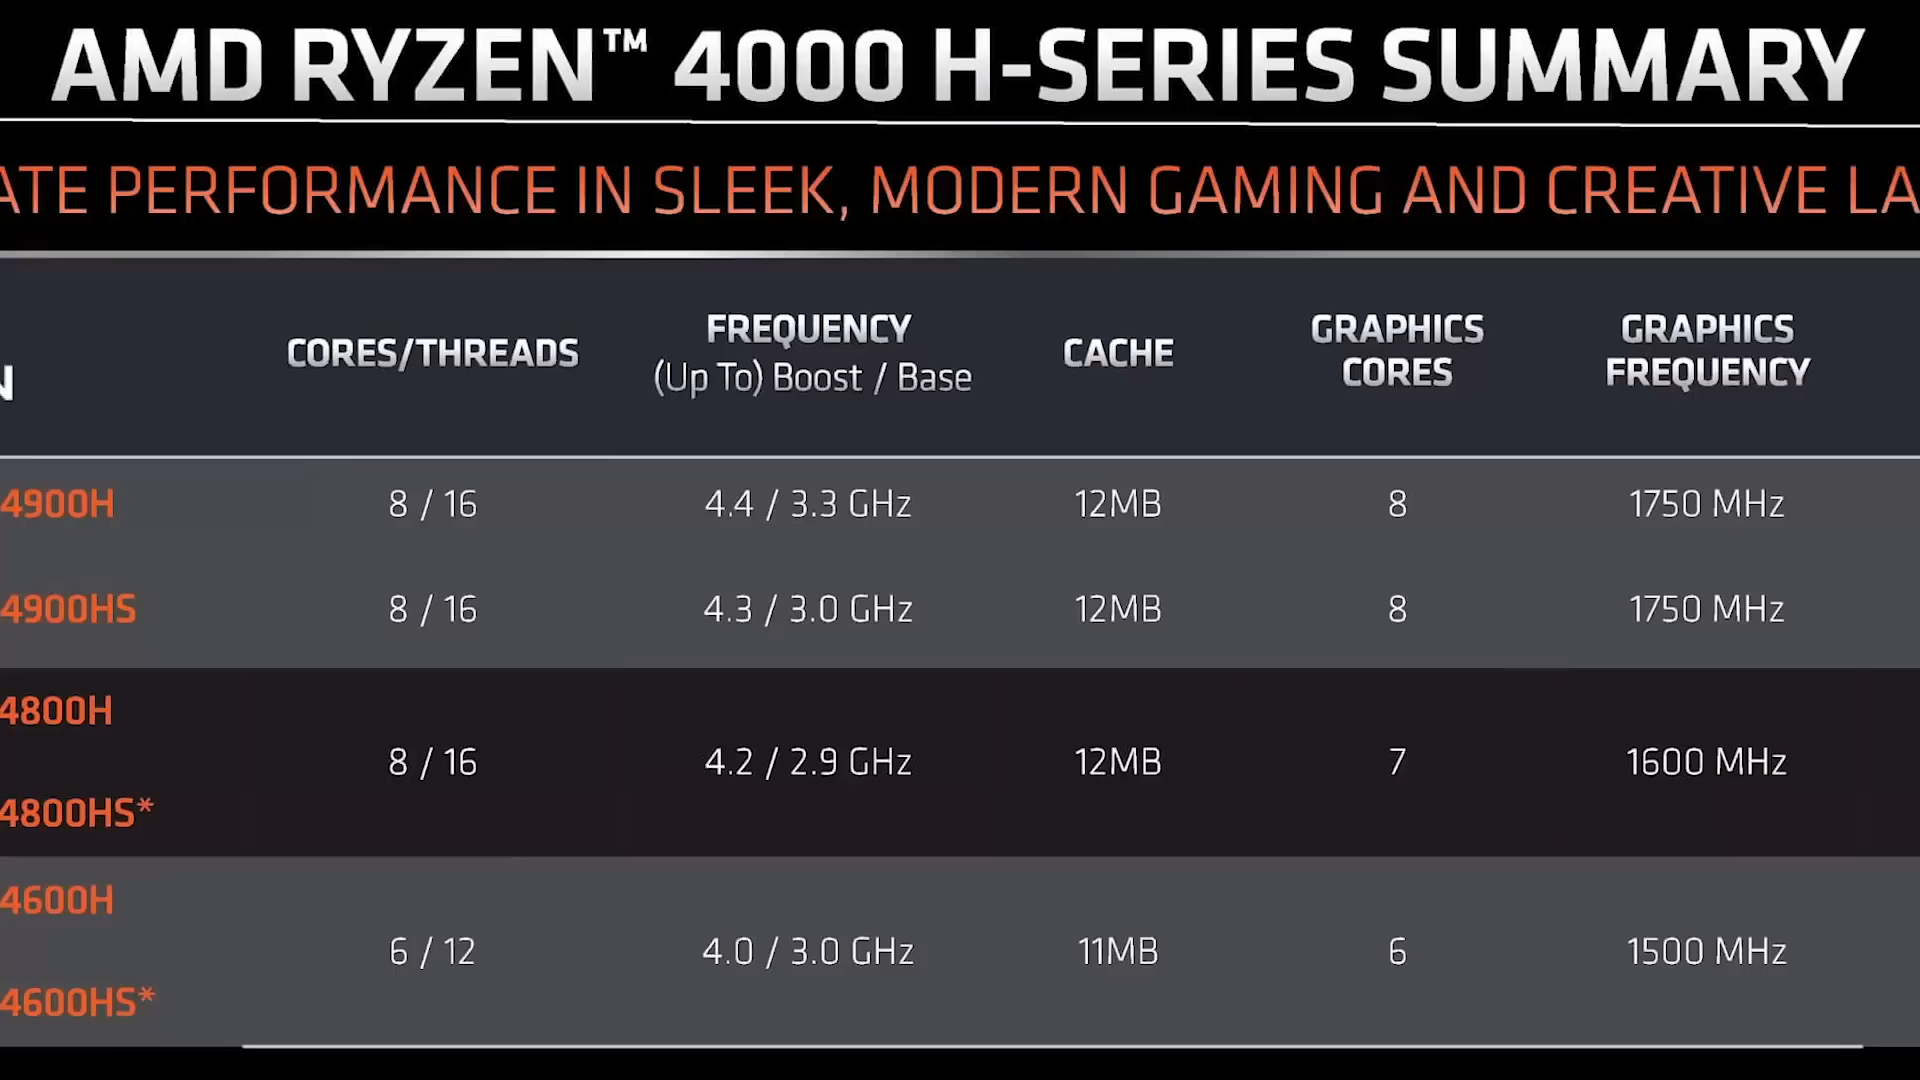 AMD RYZEN™ 4000 H-SERIES SUMMARY
ATE PERFORMANCE IN SLEEK, MODERN GAMING AND CREATIVE LA
N CORES/THREADS FREQUENCY (Up To) Boost / Base CACHE GRAPHICS CORES GRAPHICS FREQUENCY
4900H 8 / 16 4.4 / 3.3 GHz 12MB 8 1750 MHz
4900HS 8 / 16 4.3 / 3.0 GHz 12MB 8 1750 MHz
4800H
8 / 16 4.2 / 2.9 GHz 12MB 7 1600 MHz
4800HS*
4600H
6 / 12 4.0 / 3.0 GHz 11MB 6 1500 MHz
4600HS*